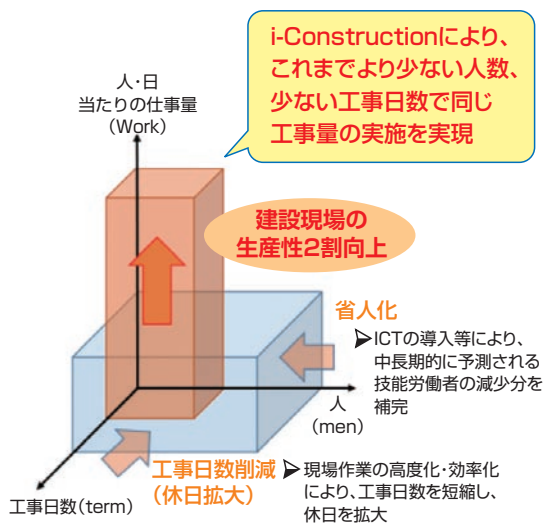 i-Constructionにより、
これまでより少ない人数、
少ない工事日数で同じ
工事量の実施を実現
人・日
当たりの仕事量
（Work）
建設現場の
生産性2割向上
省人化
➤ICTの導入等により、
中長期的に予測される
技能労働者の減少分を
補完
人
（men）
工事日数削減
（休日拡大）
➤現場作業の高度化・効率化
により、工事日数を短縮し、
休日を拡大
工事日数（term）